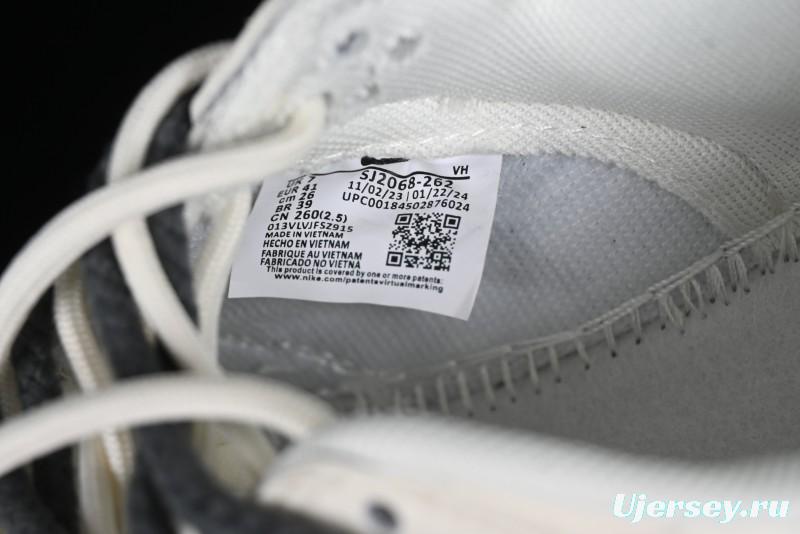 VH
UK 7
SJ2068-262
EUR 41
11/02/23 | 01/22/24
cm 26
UPC00184502876024
BR 39
CN 260(2.5)
013VLVJFSZ915
MADE IN VIETNAM
HECHO EN VIETNAM
FABRIQUE AU VIETNAM
FABRICADO NO VIETNA
This product is covered by one or more patents:
www.nike.com/patentsvirtualmarking
Ujersey.ru